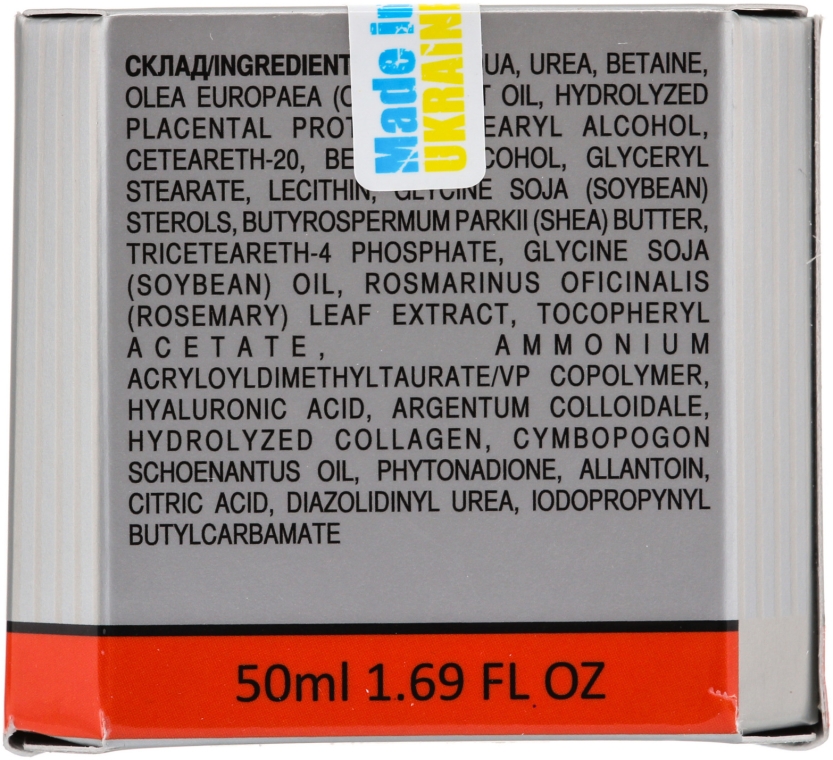 Made in
UKRAINE
СКЛАД/INGREDIENT UA, UREA, BETAINE,
OLEA EUROPAEA OIL, HYDROLYZED
PLACENTAL EARYL ALCOHOL,
CETEARETH-20, GLYCERYL
STEARATE, LECITHIN, GLYCINE SOJA (SOYBEAN)
STEROLS, BUTYROSPERMUM PARKII (SHEA) BUTTER,
TRICETEARETH-4 PHOSPHATE, GLYCINE SOJA
(SOYBEAN) OIL, ROSMARINUS OFICINALIS
(ROSEMARY) LEAF EXTRACT, TOCOPHERYL
ACETATE, AMMONIUM
ACRYLOYLDIMETHYLTAURATE/VP COPOLYMER,
HYALURONIC ACID, ARGENTUM COLLOIDALE,
HYDROLYZED COLLAGEN, CYMBOPOGON
SCHOENANTUS OIL, PHYTONADIONE, ALLANTOIN,
CITRIC ACID, DIAZOLIDINYL UREA, IODOPROPYNYL
BUTYLCARBAMATE
50ml 1.69 FL OZ